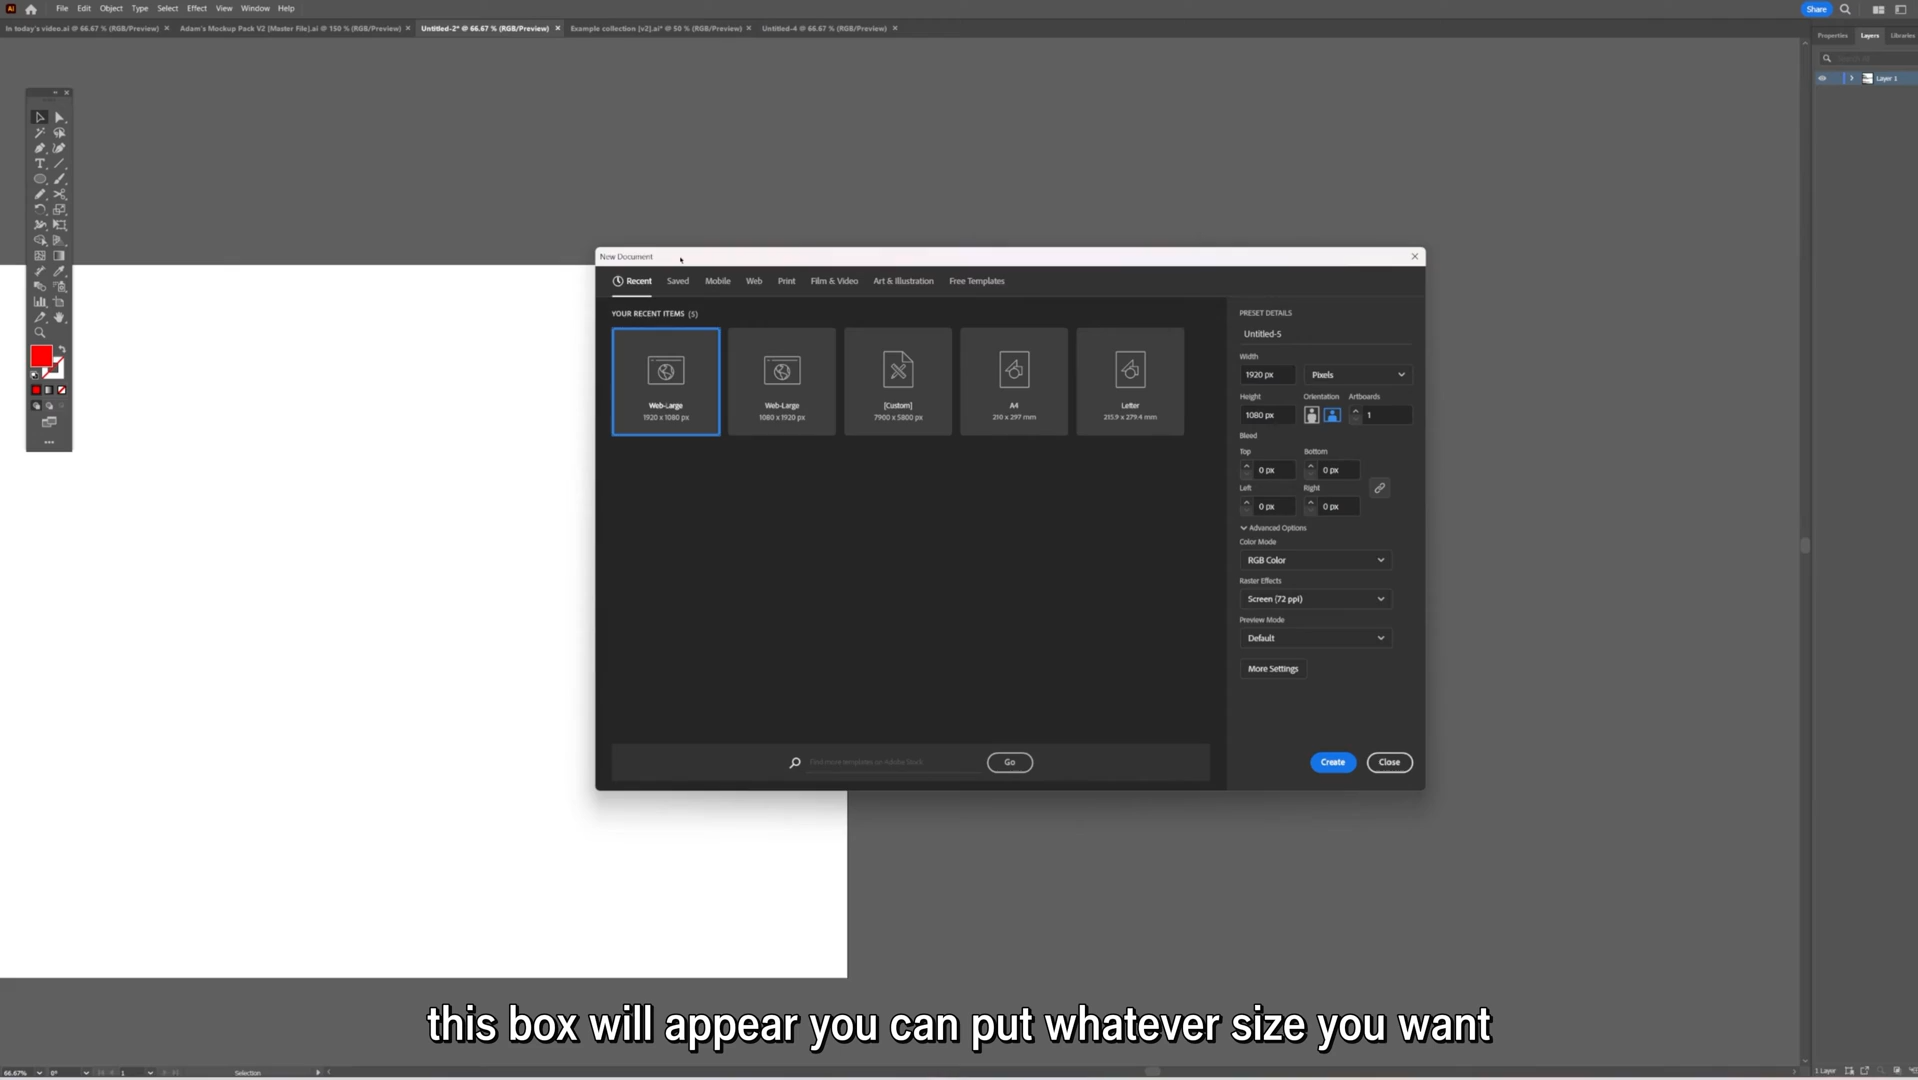 Ai File Edit Object Type Select Effect View Window Help
Share
In today's video.ai @ 66.67 % (RGB/Preview) Adam's Mockup Pack V2 [Master File].ai @ 150 % (RGB/Preview) Untitled-2* @ 66.67 % (RGB/Preview) Example collection [v2].ai* @ 50 % (RGB/Preview) Untitled-4 @ 66.67 % (RGB/Preview)
Properties Layers Libraries
Layer 1
New Document
Recent Saved Mobile Web Print Film & Video Art & Illustration Free Templates
YOUR RECENT ITEMS (5)
Web-Large
1920 x 1080 px
Web-Large
1080 x 1920 px
[Custom]
7900 x 5800 px
A4
210 x 297 mm
Letter
215.9 x 279.4 mm
PRESET DETAILS
Untitled-5
Width
1920 px Pixels
Height Orientation Artboards
1080 px 1
Bleed
Top Bottom
0 px 0 px
Left Right
0 px 0 px
Advanced Options
Color Mode
RGB Color
Raster Effects
Screen (72 ppi)
Preview Mode
Default
More Settings
Find more templates on Adobe Stock Go
Create Close
this box will appear you can put whatever size you want
66.67% 0° 1 Selection
1 Layer